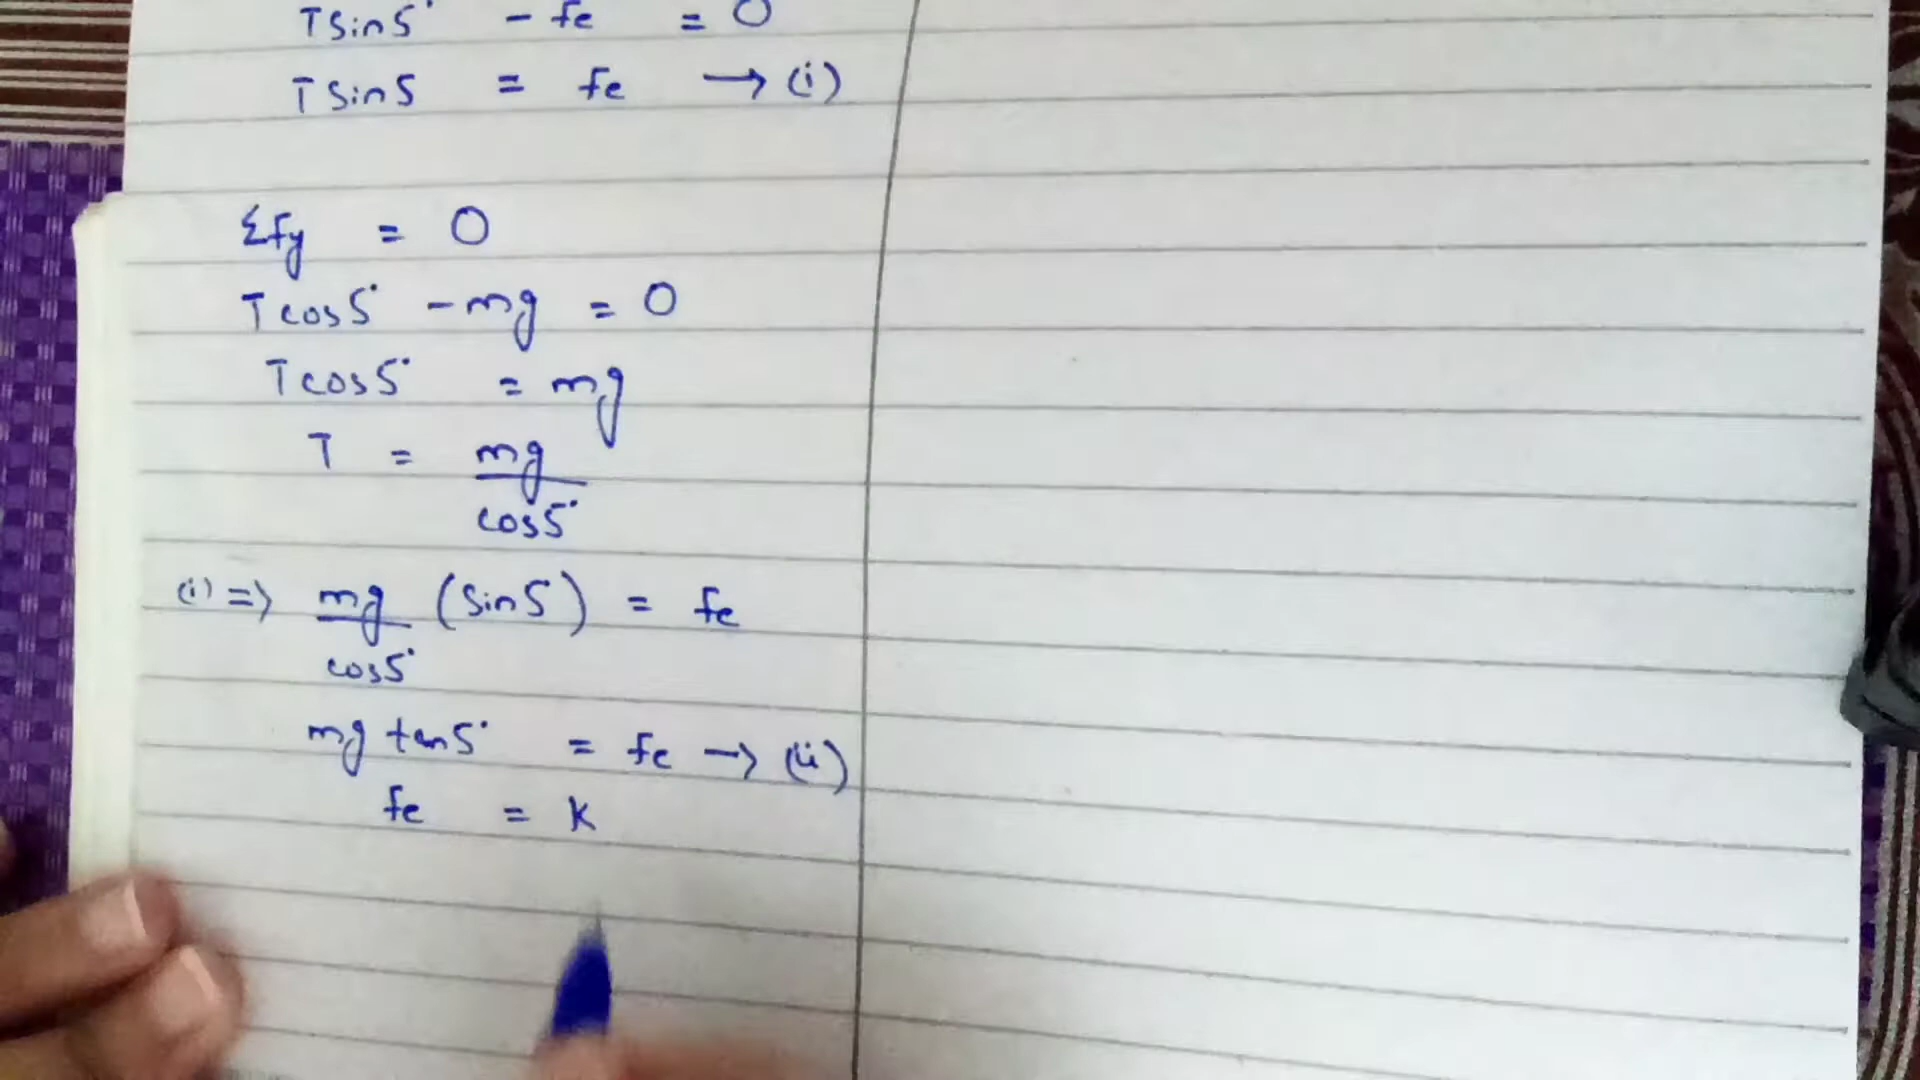 Tsin5° - fe = 0
Tsin5 = fe → (i)
Σfy = 0
Tcos5° - mg = 0
Tcos5° = mg
T = mg
cos5°
(i) => mg (sin5) = fe
cos5°
mg tan5° = fe → (ii)
fe = K